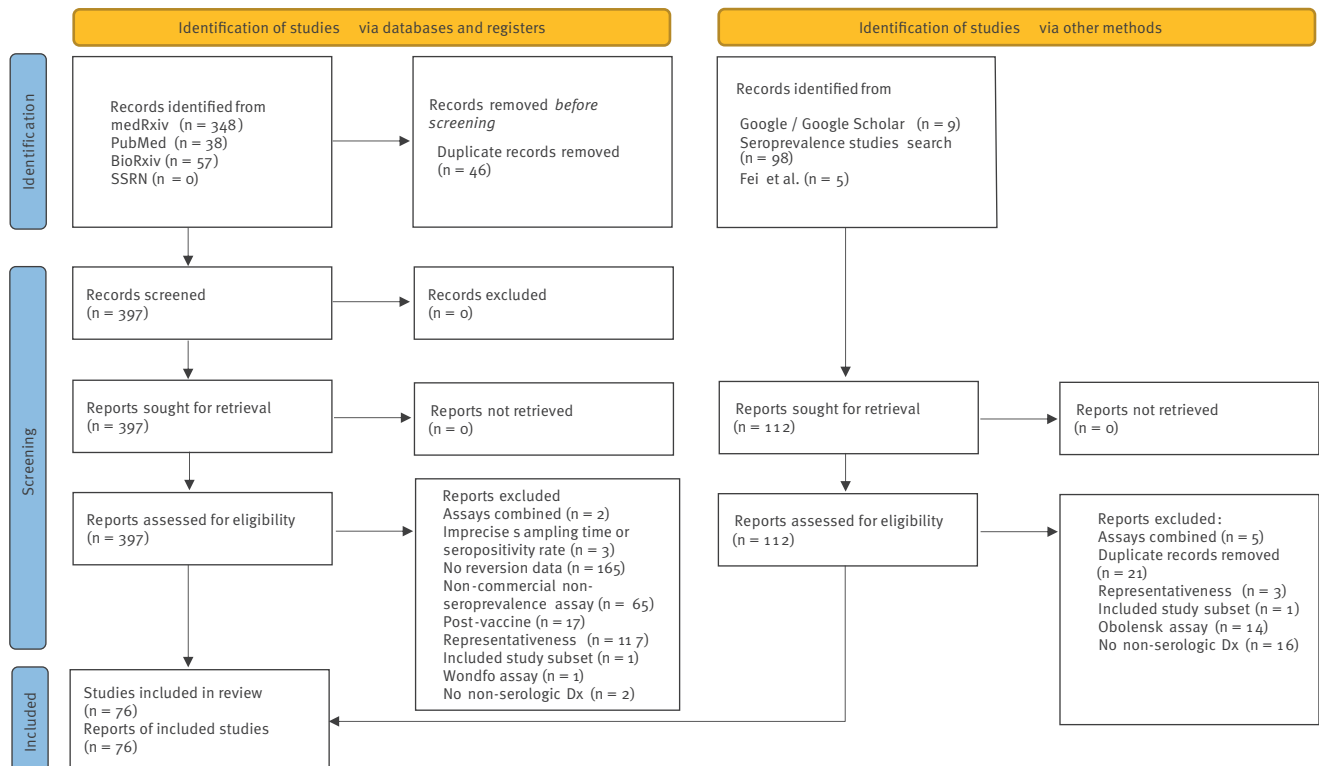 Identification of studies via databases and registers
Identification of studies via other methods
Identification
Records identified from
medRxiv (n = 348)
PubMed (n = 38)
BioRxiv (n = 57)
SSRN (n = 0)
Records removed before
screening
Duplicate records removed
(n = 46)
Records identified from
Google / Google Scholar (n = 9)
Seroprevalence studies search
(n = 98)
Fei et al. (n = 5)
Screening
Records screened
(n = 397)
Records excluded
(n = 0)
Reports sought for retrieval
(n = 397)
Reports not retrieved
(n = 0)
Reports sought for retrieval
(n = 112)
Reports not retrieved
(n = 0)
Reports assessed for eligibility
(n = 397)
Reports excluded
Assays combined (n = 2)
Imprecise s ampling time or
seropositivity rate (n = 3)
No reversion data (n = 165)
Non-commercial non-
seroprevalence assay (n = 65)
Post-vaccine (n = 17)
Representativeness (n = 11 7)
Included study subset (n = 1)
Wondfo assay (n = 1)
No non-serologic Dx (n = 2)
Reports assessed for eligibility
(n = 112)
Reports excluded:
Assays combined (n = 5)
Duplicate records removed
(n = 21)
Representativeness (n = 3)
Included study subset (n = 1)
Obolensk assay (n = 14)
No non-serologic Dx (n = 16)
Included
Studies included in review
(n = 76)
Reports of included studies
(n = 76)